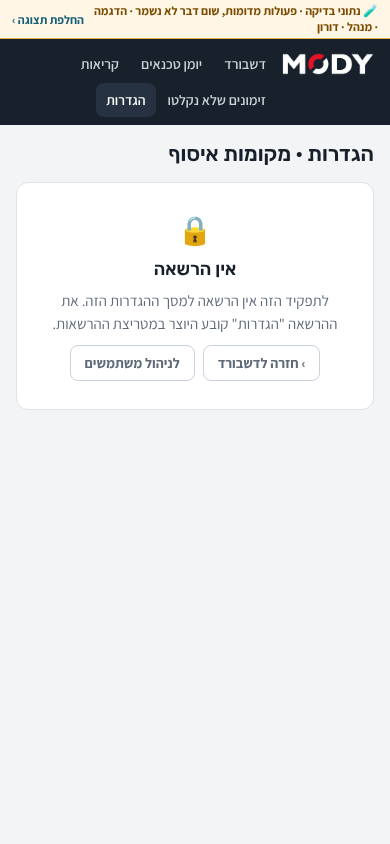 🧪 נתוני בדיקה · פעולות מדומות, שום דבר לא נשמר · הדגמה
· מנהל · דורון
החלפת תצוגה ›
MODY
דשבורד
יומן טכנאים
קריאות
זימונים שלא נקלטו
הגדרות
הגדרות • מקומות איסוף
🔒
אין הרשאה
לתפקיד הזה אין הרשאה למסך ההגדרות הזה. את
ההרשאה "הגדרות" קובע היוצר במטריצת ההרשאות.
› חזרה לדשבורד
לניהול משתמשים